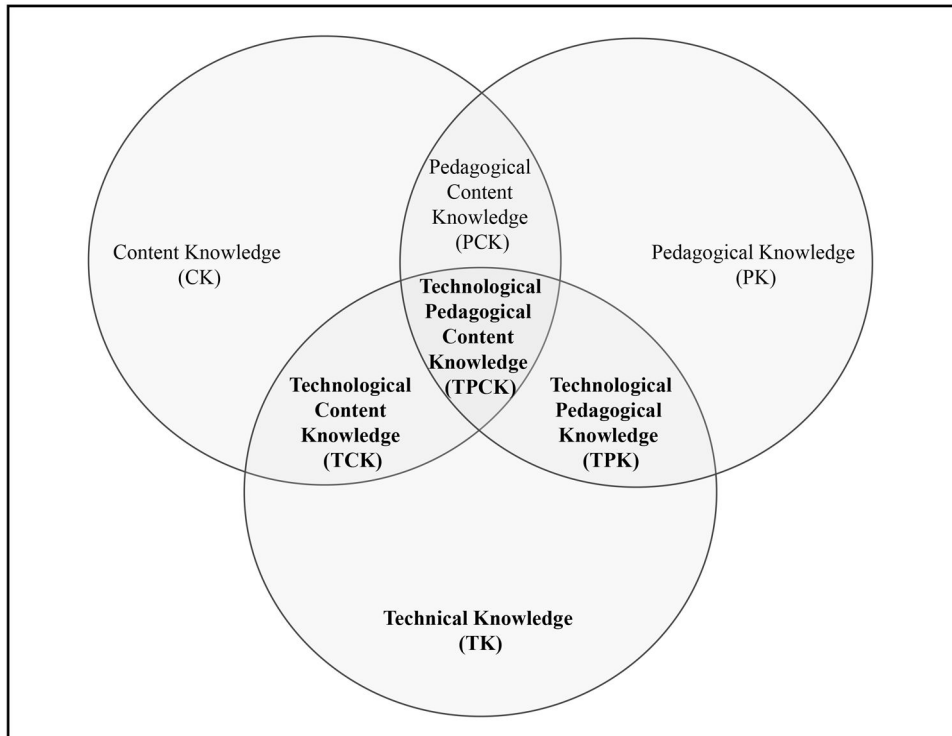 Pedagogical
Content
Knowledge
(PCK)
Content Knowledge
(CK)
Pedagogical Knowledge
(PK)
Technological
Pedagogical
Content
Knowledge
(TPCK)
Technological
Content
Knowledge
(TCK)
Technological
Pedagogical
Knowledge
(TPK)
Technical Knowledge
(TK)